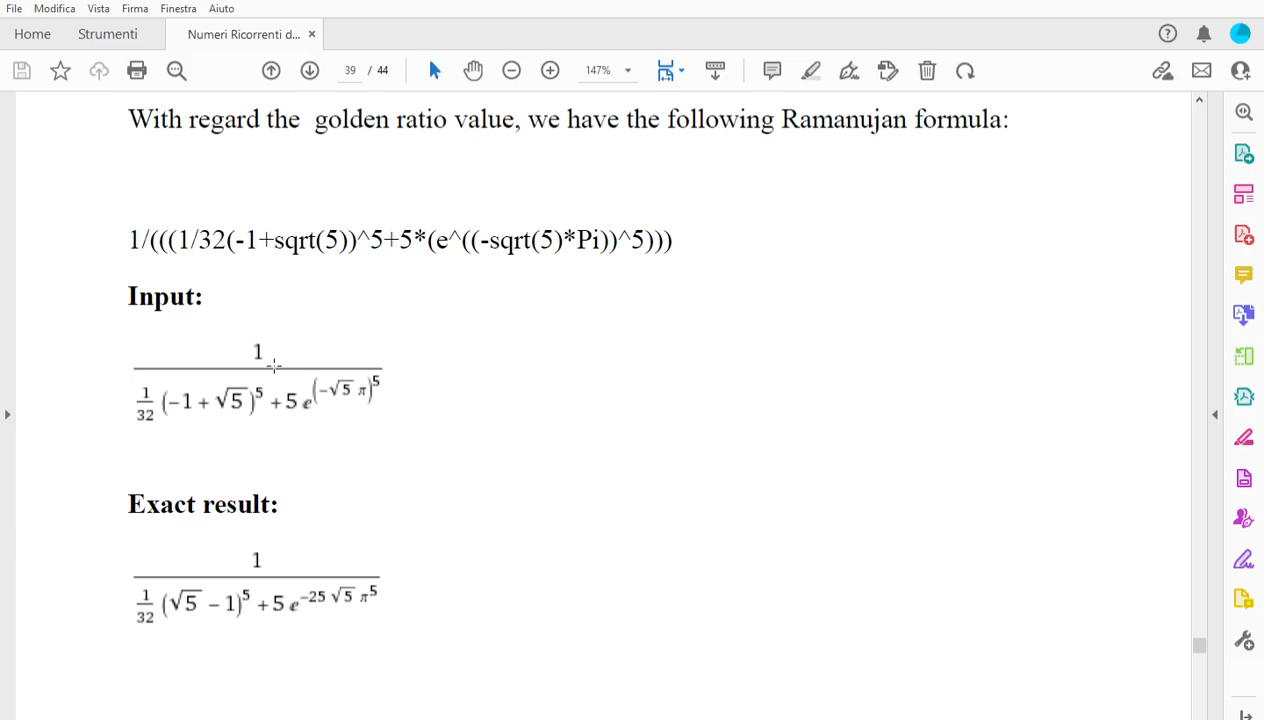 File Modifica Vista Firma Finestra Aiuto
Home Strumenti Numeri Ricorrenti d... ×
39 / 44 147%
With regard the golden ratio value, we have the following Ramanujan formula:
1/(((1/32(-1+sqrt(5))^5+5*(e^((-sqrt(5)*Pi))^5)))
Input:
1
1/32 (−1 + √5)^5 + 5 e^(−√5 π)^5
Exact result:
1
1/32 (√5 − 1)^5 + 5 e^−25 √5 π^5